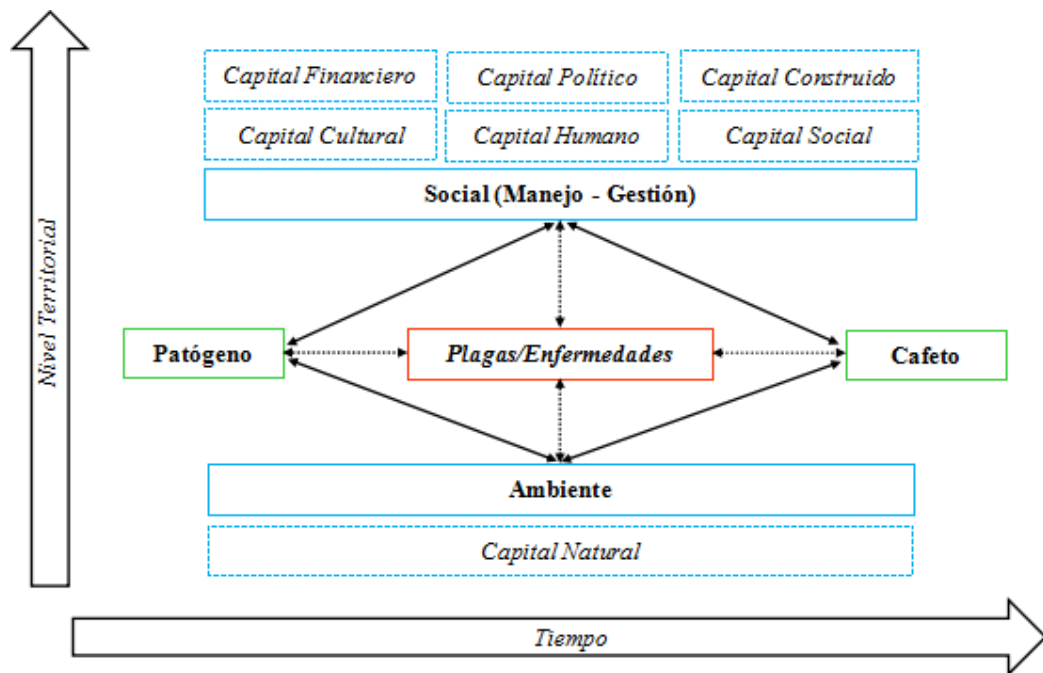 Capital Financiero
Capital Político
Capital Construido
Capital Cultural
Capital Humano
Capital Social
Social (Manejo - Gestión)
Nivel Territorial
Patógeno
Plagas/Enfermedades
Cafeto
Ambiente
Capital Natural
Tiempo